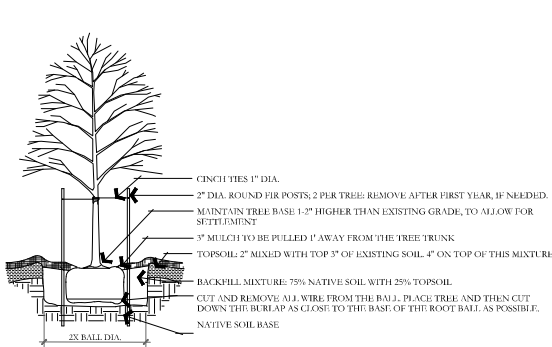 CINCH TIES 1" DIA.
2" DIA. ROUND FIR POSTS; 2 PER TREE: REMOVE AFTER FIRST YEAR, IF NEEDED.
MAINTAIN TREE BASE 1-2" HIGHER THAN EXISTING GRADE, TO ALLOW FOR
SETTLEMENT
3" MULCH TO BE PULLED 1' AWAY FROM THE TREE TRUNK
TOPSOIL: 2" MIXED WITH TOP 3" OF EXISTING SOIL. 4" ON TOP OF THIS MIXTURE
BACKFILL MIXTURE: 75% NATIVE SOIL WITH 25% TOPSOIL
CUT AND REMOVE ALL WIRE FROM THE BALL. PLACE TREE AND THEN CUT
DOWN THE BURLAP AS CLOSE TO THE BASE OF THE ROOT BALL AS POSSIBLE.
NATIVE SOIL BASE
2X BALL DIA.